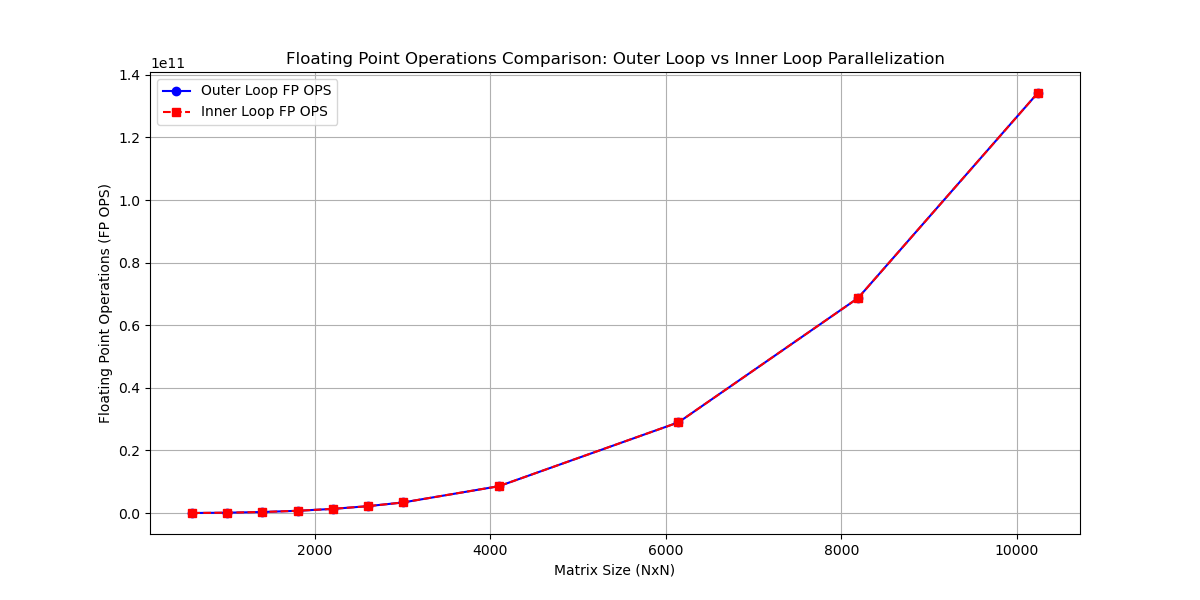 Floating Point Operations Comparison: Outer Loop vs Inner Loop Parallelization
1e11
Outer Loop FP OPS
Inner Loop FP OPS
Floating Point Operations (FP OPS)
1.4
1.2
1.0
0.8
0.6
0.4
0.2
0.0
2000 4000 6000 8000 10000
Matrix Size (NxN)